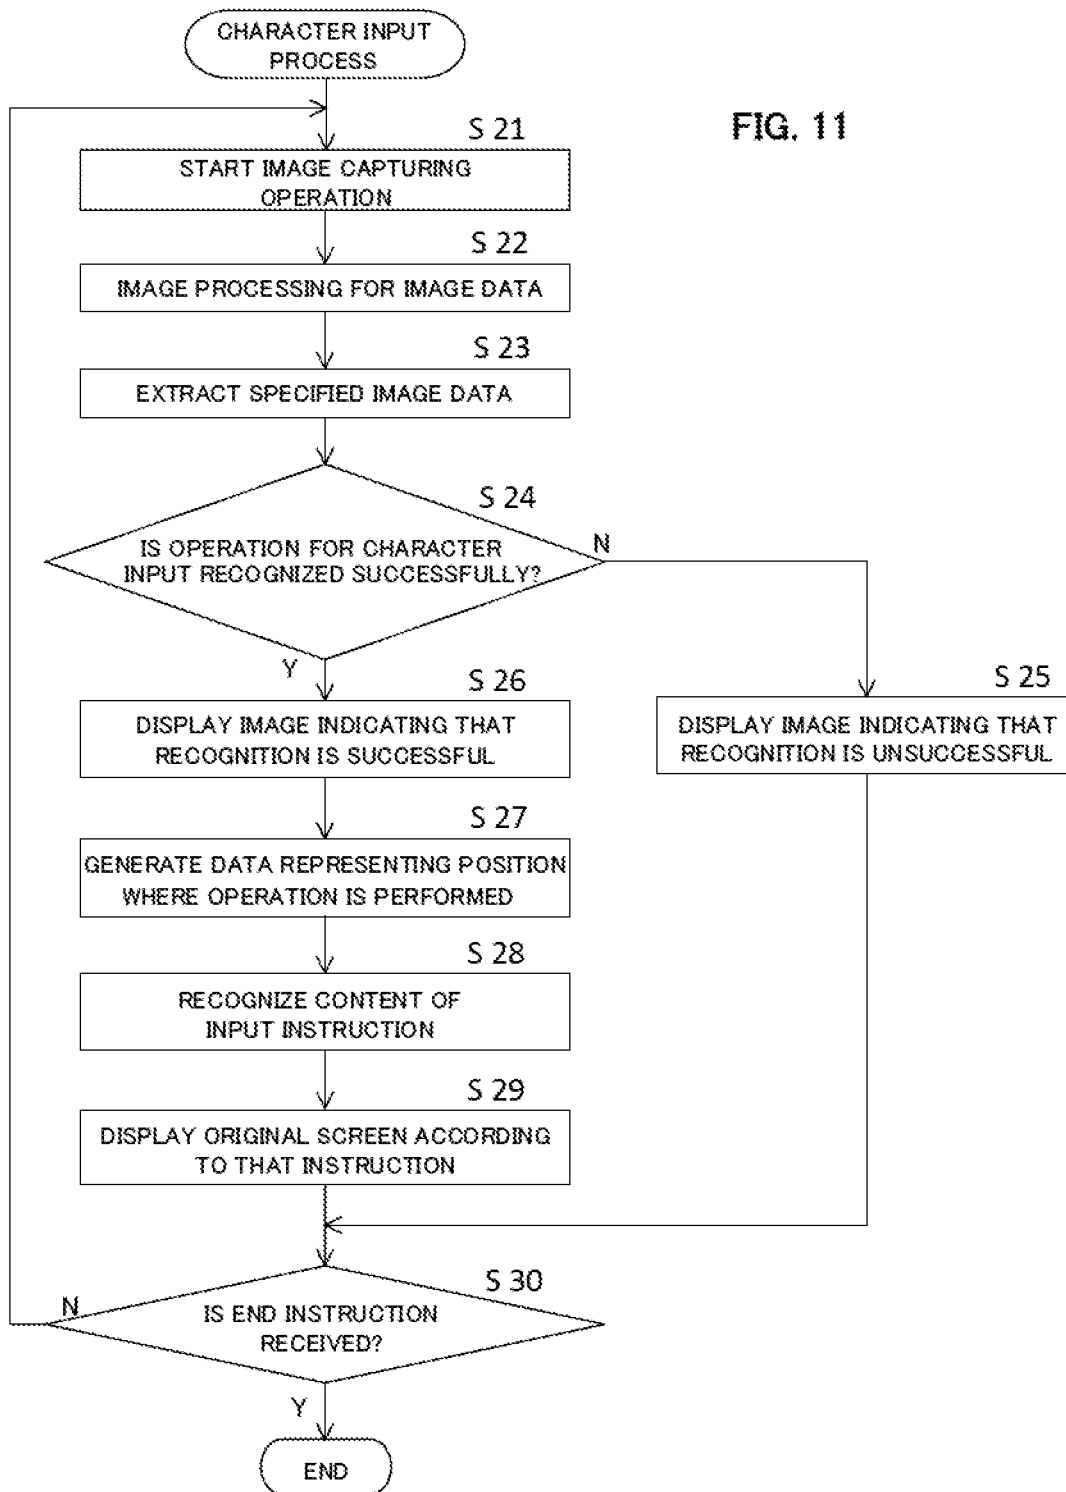 CHARACTER INPUT
PROCESS
FIG. 11
S 21
START IMAGE CAPTURING
OPERATION
S 22
IMAGE PROCESSING FOR IMAGE DATA
S 23
EXTRACT SPECIFIED IMAGE DATA
S 24
IS OPERATION FOR CHARACTER
INPUT RECOGNIZED SUCCESSFULLY?
N
Y
S 26
DISPLAY IMAGE INDICATING THAT
RECOGNITION IS SUCCESSFUL
S 25
DISPLAY IMAGE INDICATING THAT
RECOGNITION IS UNSUCCESSFUL
S 27
GENERATE DATA REPRESENTING POSITION
WHERE OPERATION IS PERFORMED
S 28
RECOGNIZE CONTENT OF
INPUT INSTRUCTION
S 29
DISPLAY ORIGINAL SCREEN ACCORDING
TO THAT INSTRUCTION
S 30
N
IS END INSTRUCTION
RECEIVED?
Y
END